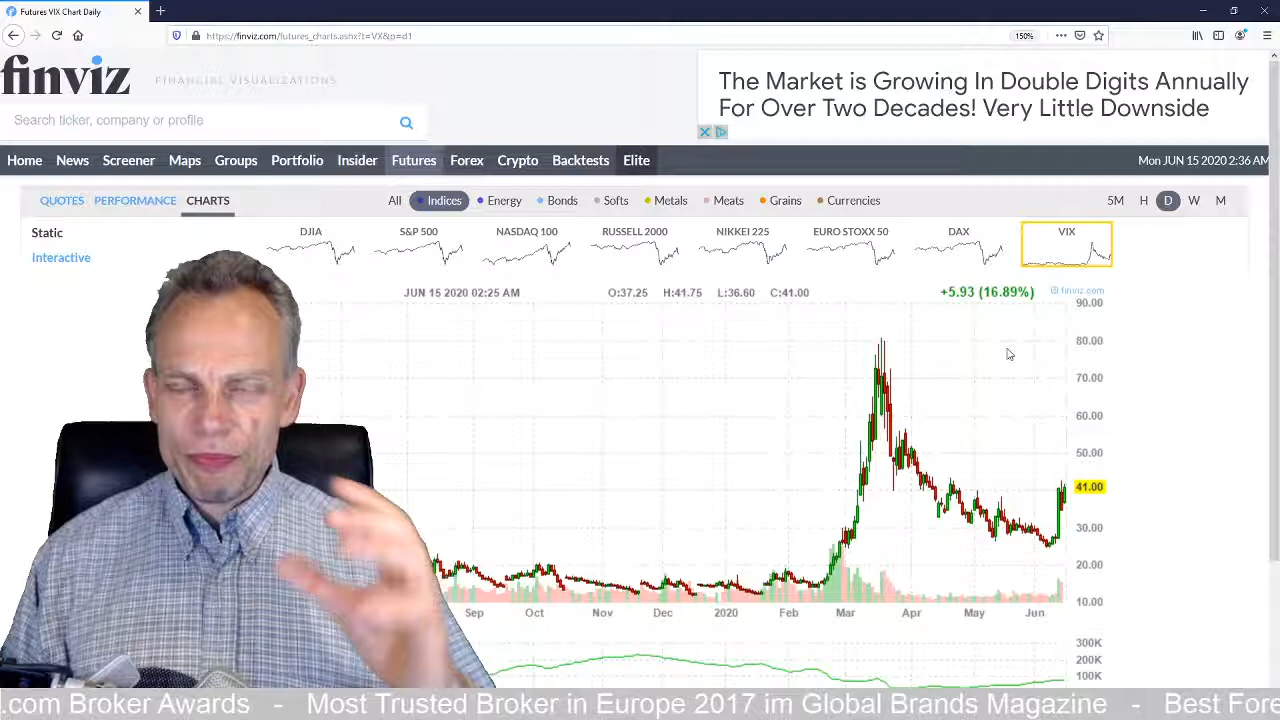 Futures VIX Chart Daily
https://finviz.com/futures_charts.ashx?t=VX&p=d1
150%
finviz
FINANCIAL VISUALIZATIONS
The Market is Growing In Double Digits Annually
For Over Two Decades! Very Little Downside
Search ticker, company or profile
Home News Screener Maps Groups Portfolio Insider Futures Forex Crypto Backtests Elite Mon JUN 15 2020 2:36 AM
QUOTES PERFORMANCE CHARTS All Indices Energy Bonds Softs Metals Meats Grains Currencies 5M H D W M
Static
Interactive
DJIA S&P 500 NASDAQ 100 RUSSELL 2000 NIKKEI 225 EURO STOXX 50 DAX VIX
JUN 15 2020 02:25 AM O:37.25 H:41.75 L:36.60 C:41.00 +5.93 (16.89%) finviz.com
90.00
80.00
70.00
60.00
50.00
41.00
30.00
20.00
10.00
Sep Oct Nov Dec 2020 Feb Mar Apr May Jun
300K
200K
100K
.com Broker Awards - Most Trusted Broker in Europe 2017 im Global Brands Magazine - Best Fore